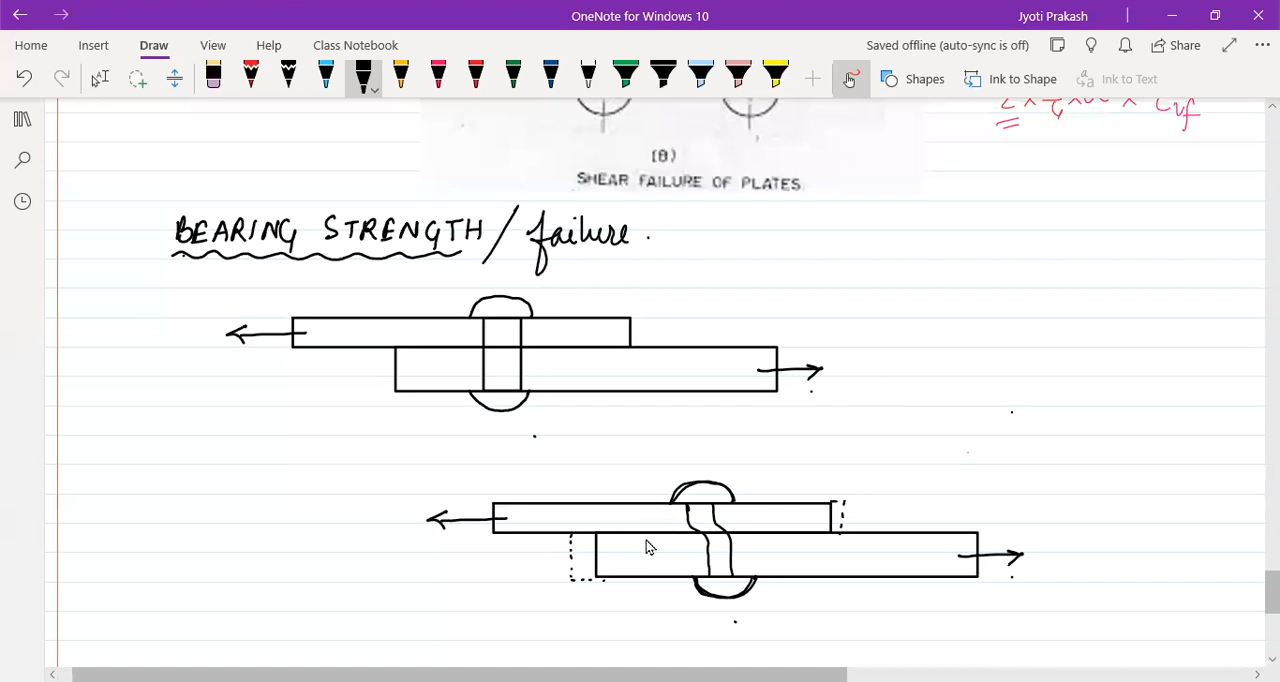 OneNote for Windows 10
Jyoti Prakash
Home Insert Draw View Help Class Notebook
Saved offline (auto-sync is off) Share
Shapes Ink to Shape Ink to Text
(B)
SHEAR FAILURE OF PLATES
BEARING STRENGTH / failure.